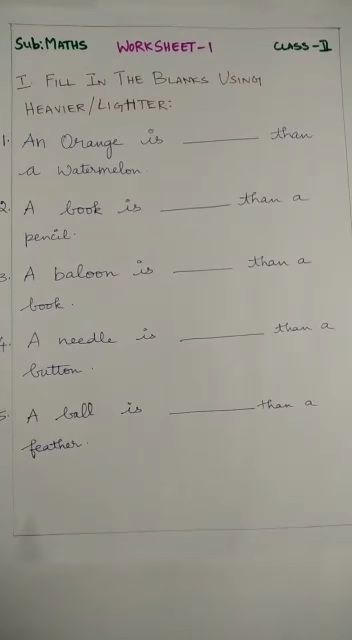 Sub: MATHS WORKSHEET-1 CLASS-II
I FILL IN THE BLANKS USING
HEAVIER/LIGHTER:
1. An Orange is ________ than
a Watermelon.
2. A book is ________ than a
pencil.
3. A baloon is ________ than a
book.
4. A needle is ________ than a
button.
5. A ball is ________ than a
feather.